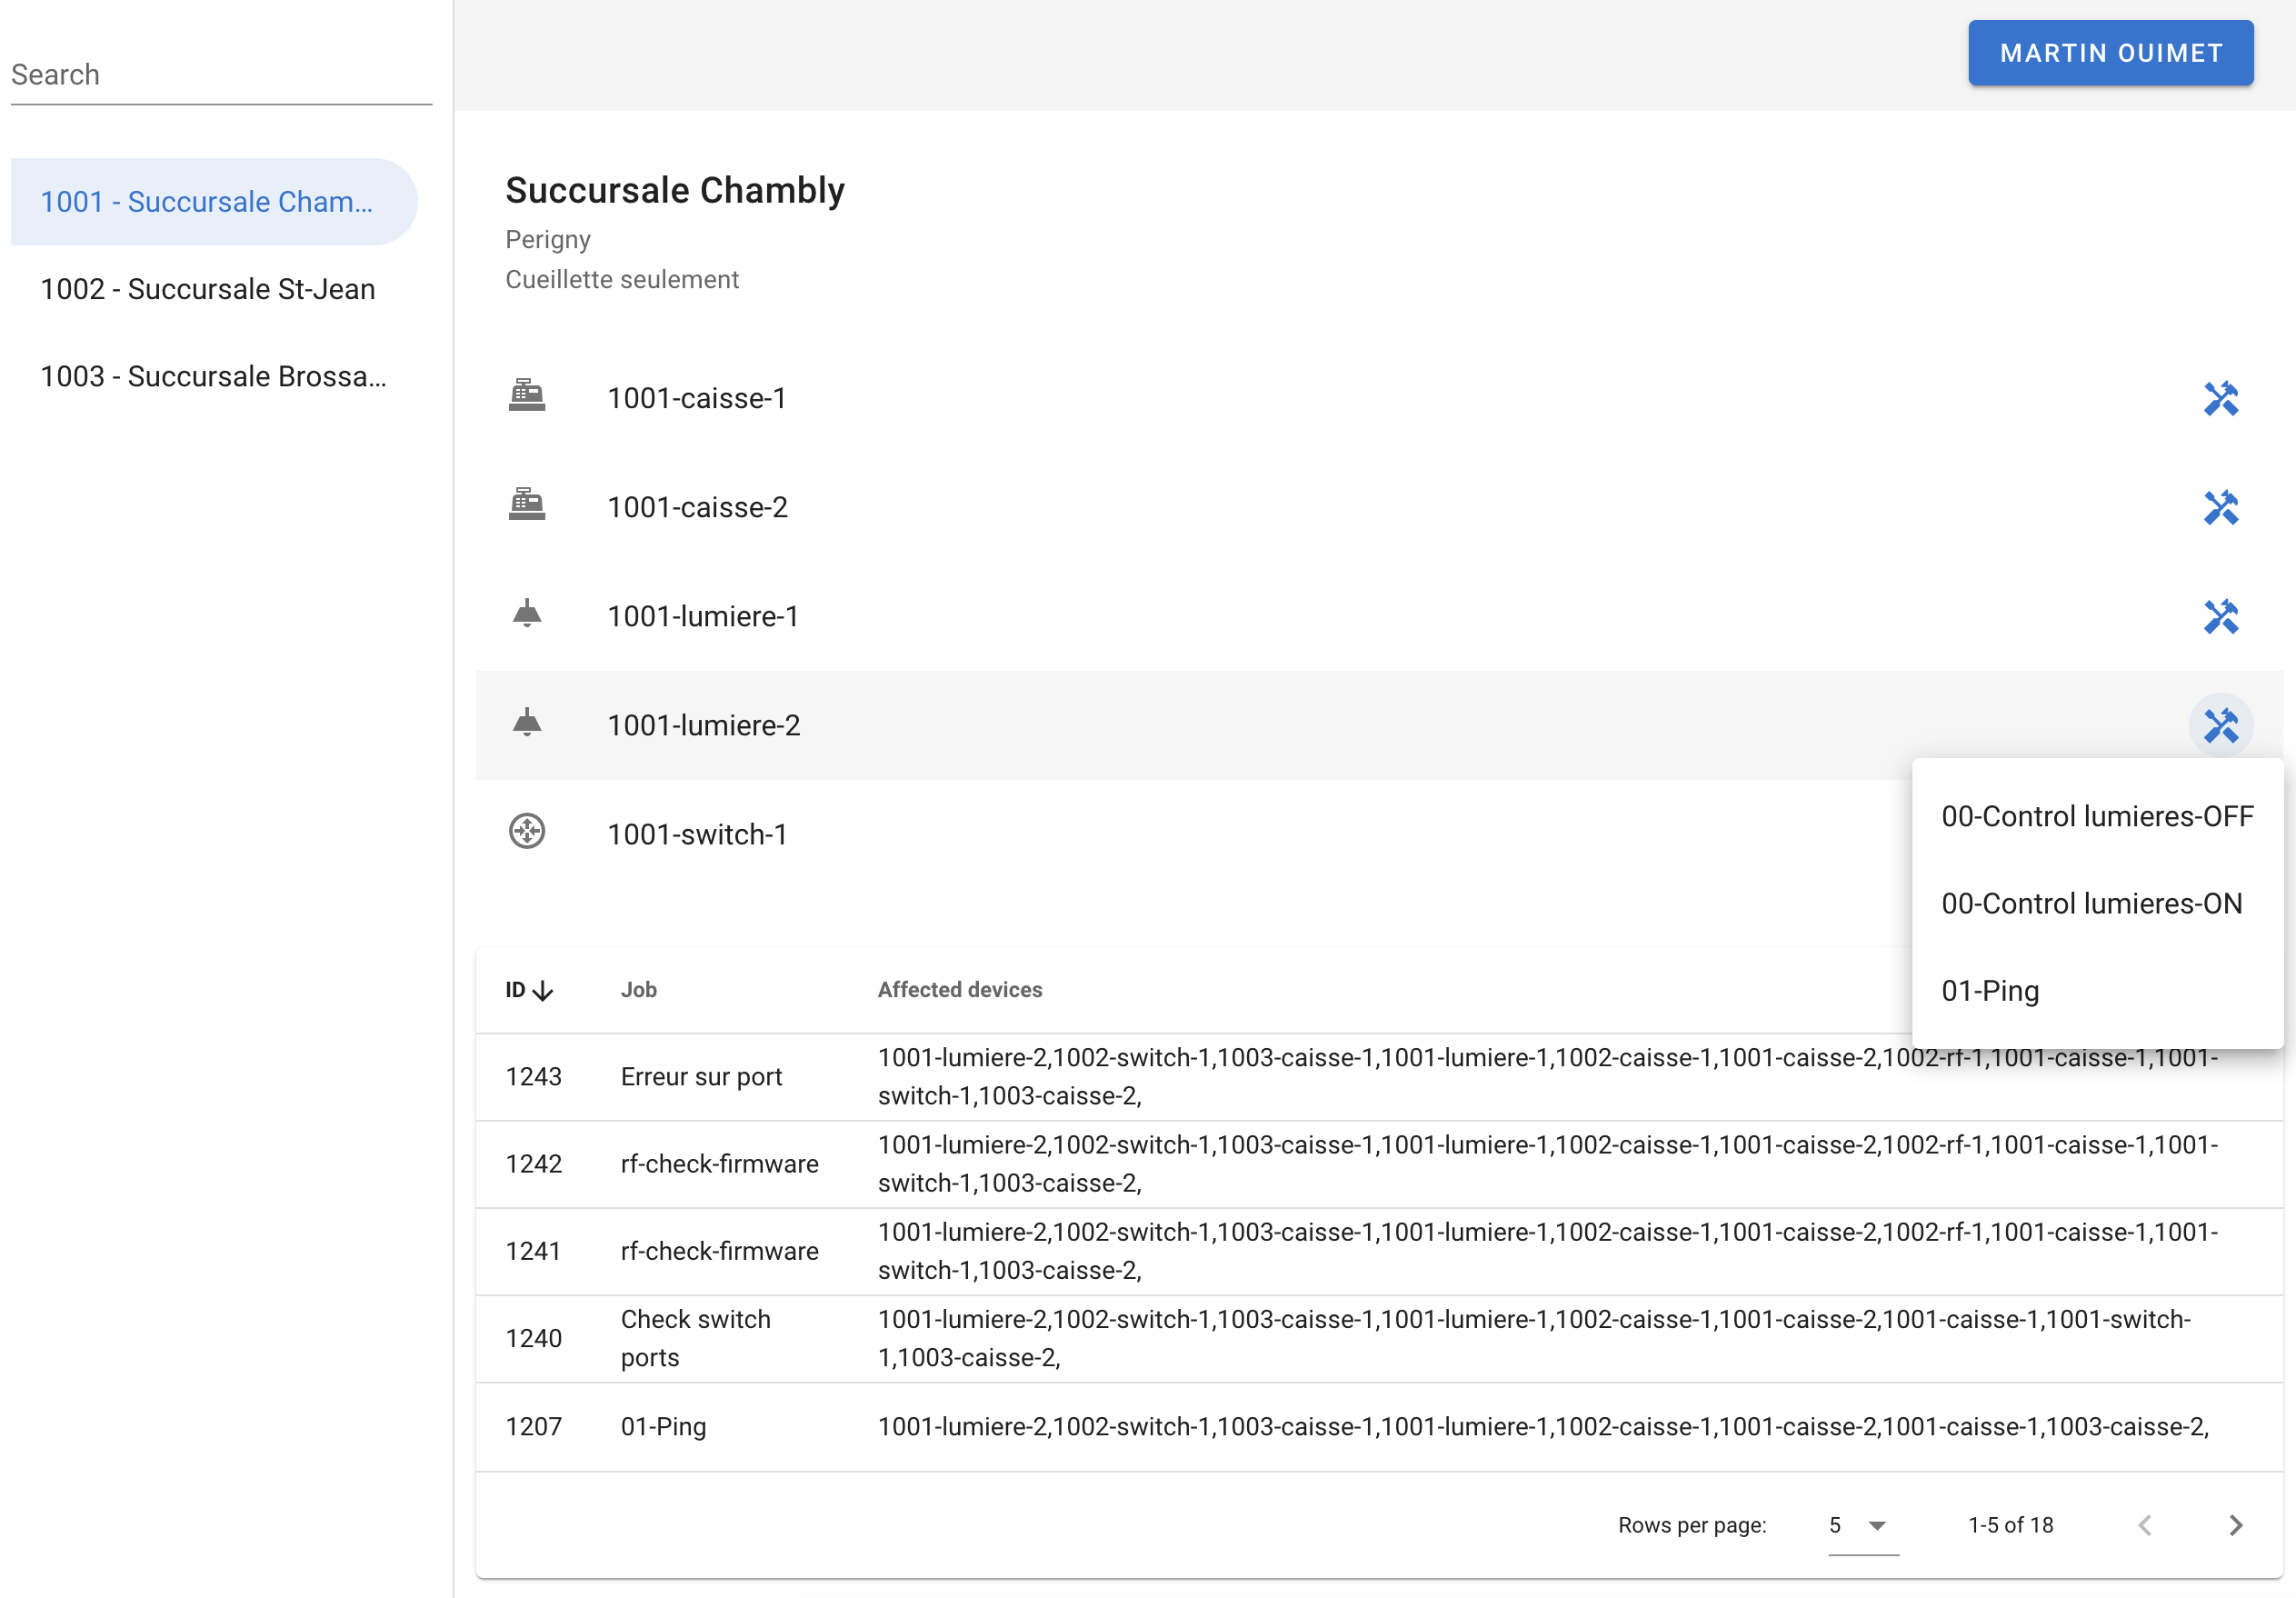 Search
1001 - Succursale Cham...
1002 - Succursale St-Jean
1003 - Succursale Brossa...
MARTIN OUIMET
Succursale Chambly
Perigny
Cueillette seulement
1001-caisse-1
1001-caisse-2
1001-lumiere-1
1001-lumiere-2
1001-switch-1
00-Control lumieres-OFF
00-Control lumieres-ON
01-Ping
ID Job Affected devices
1243 Erreur sur port 1001-lumiere-2,1002-switch-1,1003-caisse-1,1001-lumiere-1,1002-caisse-1,1001-caisse-2,1002-rf-1,1001-caisse-1,1001-
switch-1,1003-caisse-2,
1242 rf-check-firmware 1001-lumiere-2,1002-switch-1,1003-caisse-1,1001-lumiere-1,1002-caisse-1,1001-caisse-2,1002-rf-1,1001-caisse-1,1001-
switch-1,1003-caisse-2,
1241 rf-check-firmware 1001-lumiere-2,1002-switch-1,1003-caisse-1,1001-lumiere-1,1002-caisse-1,1001-caisse-2,1002-rf-1,1001-caisse-1,1001-
switch-1,1003-caisse-2,
1240 Check switch 1001-lumiere-2,1002-switch-1,1003-caisse-1,1001-lumiere-1,1002-caisse-1,1001-caisse-2,1001-caisse-1,1001-switch-
ports 1,1003-caisse-2,
1207 01-Ping 1001-lumiere-2,1002-switch-1,1003-caisse-1,1001-lumiere-1,1002-caisse-1,1001-caisse-2,1001-caisse-1,1003-caisse-2,
Rows per page: 5 1-5 of 18